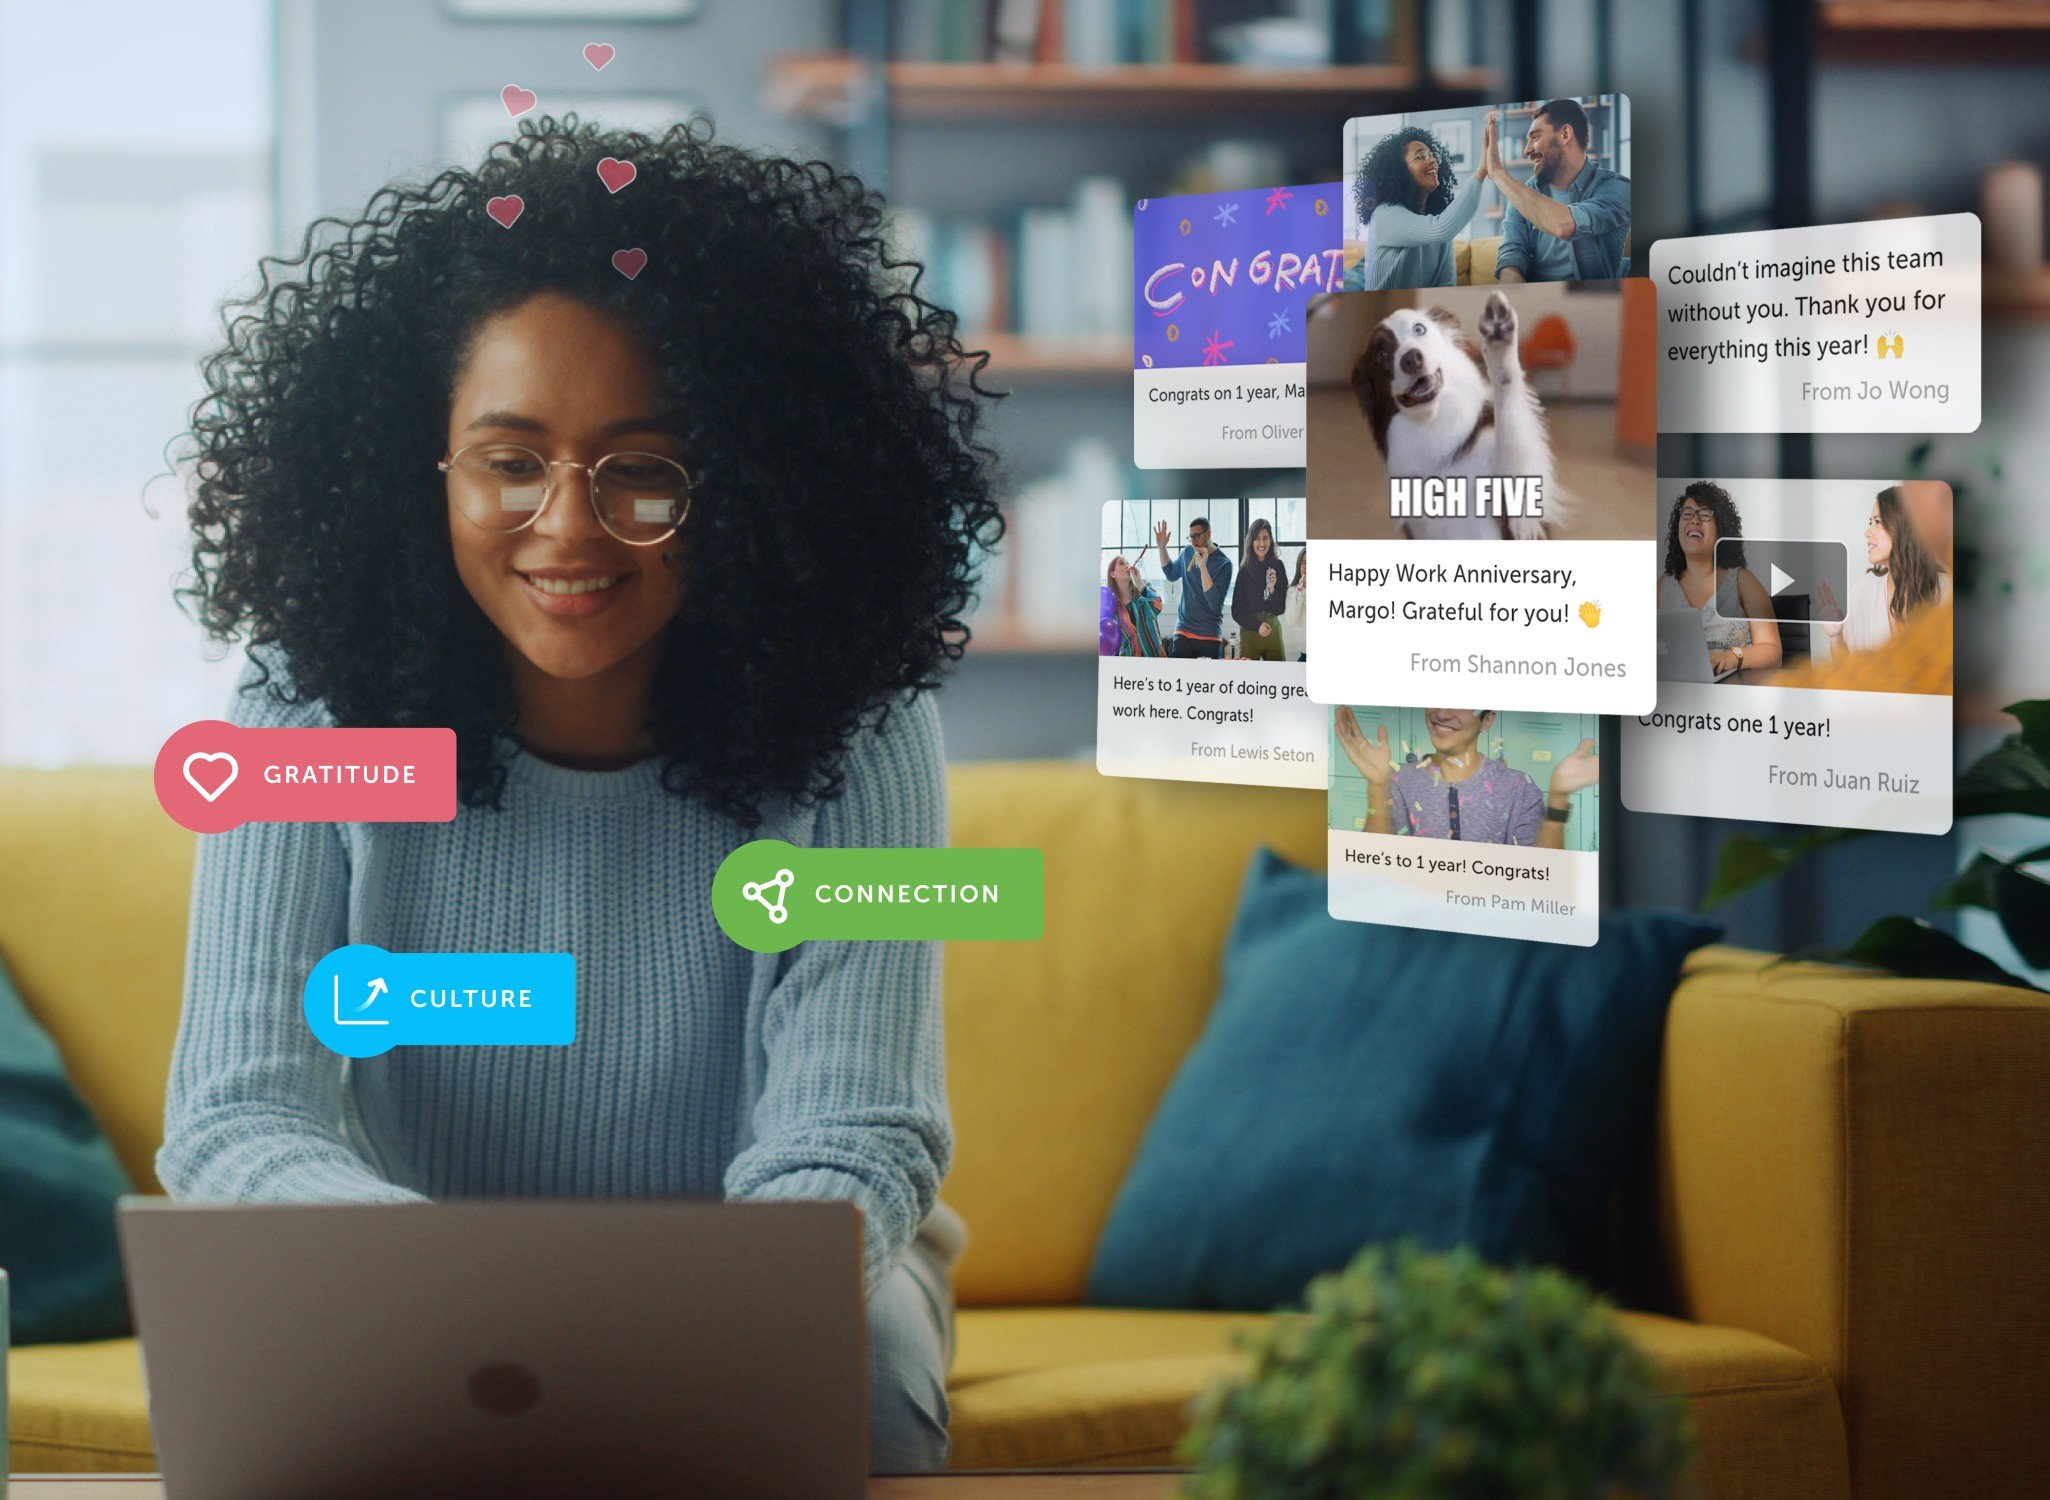 GRATITUDE
CONNECTION
CULTURE
CONGRATS
Congrats on 1 year, Ma
From Oliver
Couldn't imagine this team
without you. Thank you for
everything this year! 🙌
From Jo Wong
HIGH FIVE
Happy Work Anniversary,
Margo! Grateful for you! 👏
From Shannon Jones
Here's to 1 year of doing grea
work here. Congrats!
From Lewis Seton
Congrats one 1 year!
From Juan Ruiz
Here's to 1 year! Congrats!
From Pam Miller